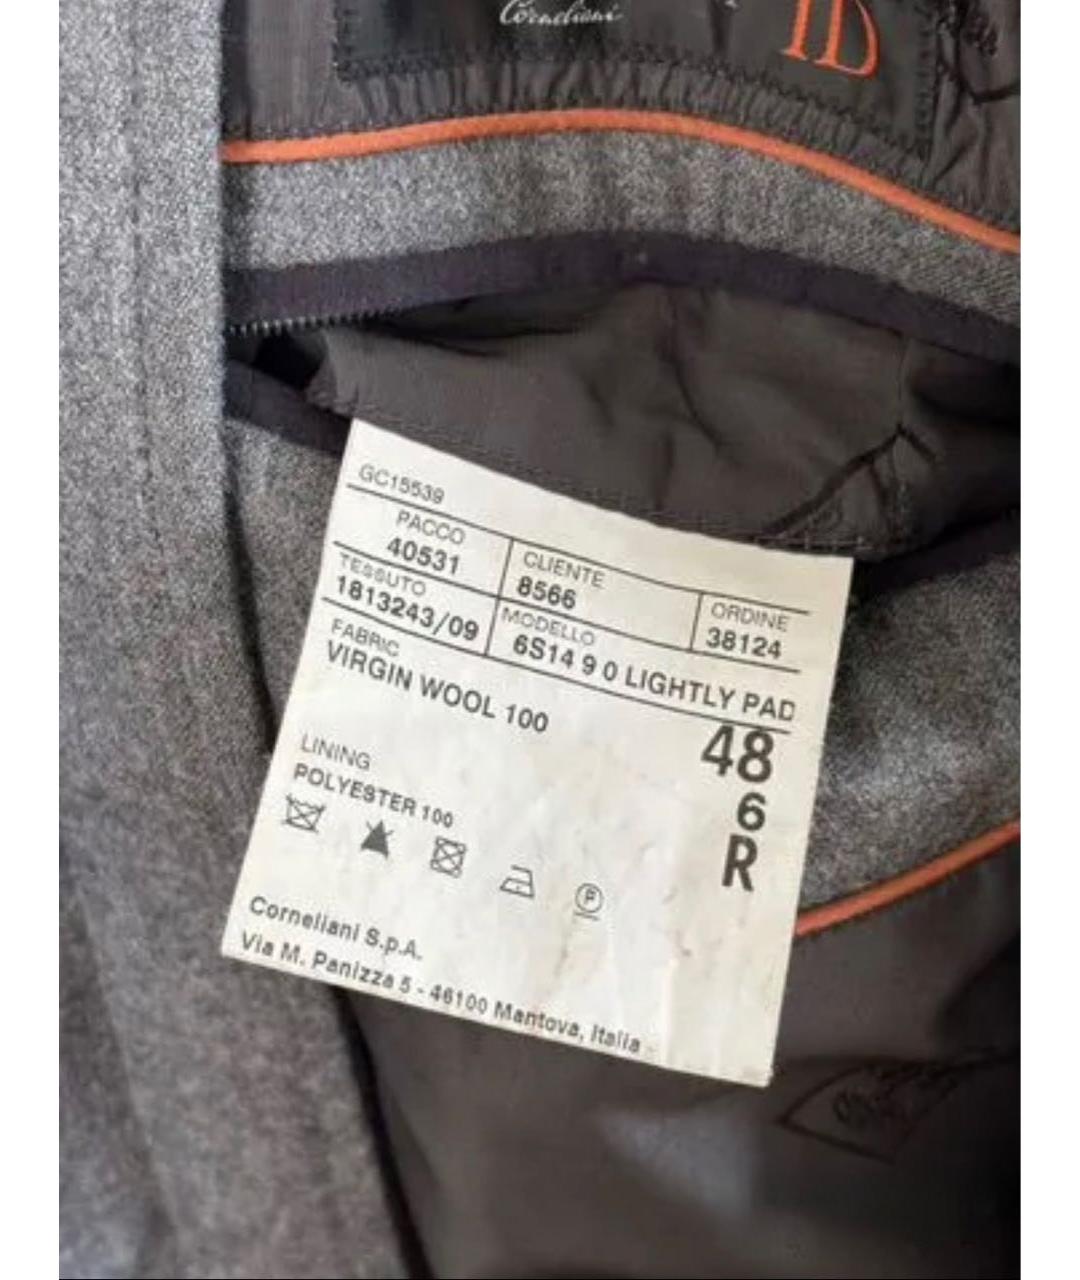 Corneliani
ID
GC15539
PACCO
40531
CLIENTE
8566
ORDINE
38124
TESSUTO
1813243/09
MODELLO
6S14 9 0 LIGHTLY PAD
FABRIC
VIRGIN WOOL 100
48
6
R
LINING
POLYESTER 100
P
Corneliani S.p.A.
Via M. Panizza 5 - 46100 Mantova, Italia